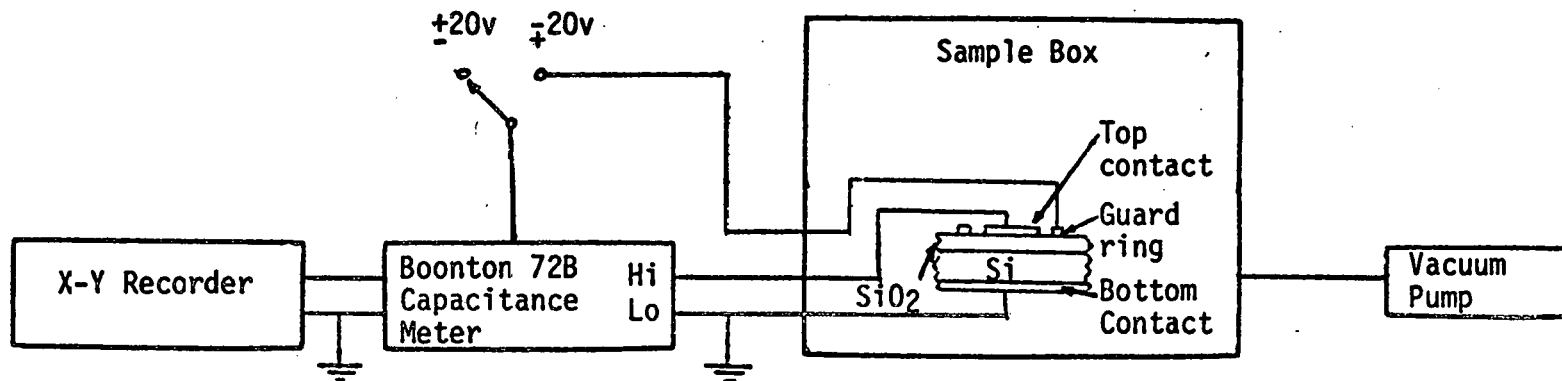 ±20v
∓20v
Sample Box
Top
contact
Guard
ring
X-Y Recorder
Boonton 72B
Capacitance
Meter
Hi
Lo
SiO₂
Si
Bottom
Contact
Vacuum
Pump